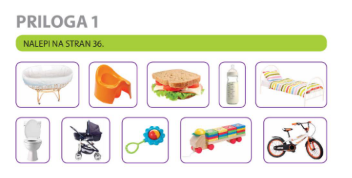 PRILOGA 1
NALEPI NA STRAN 36.